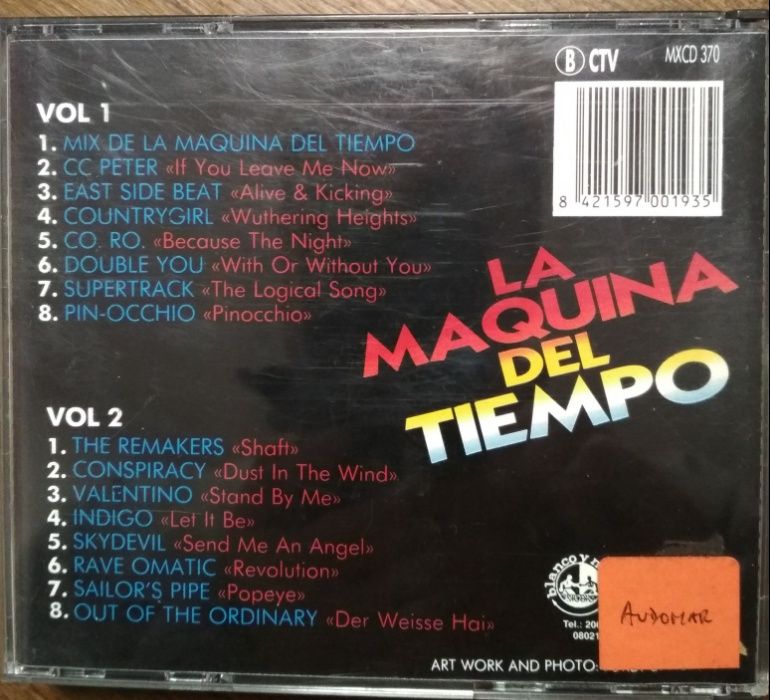 B CTV MXCD 370
8 421597 001935
VOL 1
1. MIX DE LA MAQUINA DEL TIEMPO
2. CC PETER «If You Leave Me Now»
3. EAST SIDE BEAT «Alive & Kicking»
4. COUNTRYGIRL «Wuthering Heights»
5. CO. RO. «Because The Night»
6. DOUBLE YOU «With Or Without You»
7. SUPERTRACK «The Logical Song»
8. PIN-OCCHIO «Pinocchio»
LA
MAQUINA
DEL
TIEMPO
VOL 2
1. THE REMAKERS «Shaft»
2. CONSPIRACY «Dust In The Wind»
3. VALENTINO «Stand By Me»
4. INDIGO «Let It Be»
5. SKYDEVIL «Send Me An Angel»
6. RAVE OMATIC «Revolution»
7. SAILOR'S PIPE «Popeye»
8. OUT OF THE ORDINARY «Der Weisse Hai»
blanco y
Tel.:
AUDOMAR
ART WORK AND PHOTO: